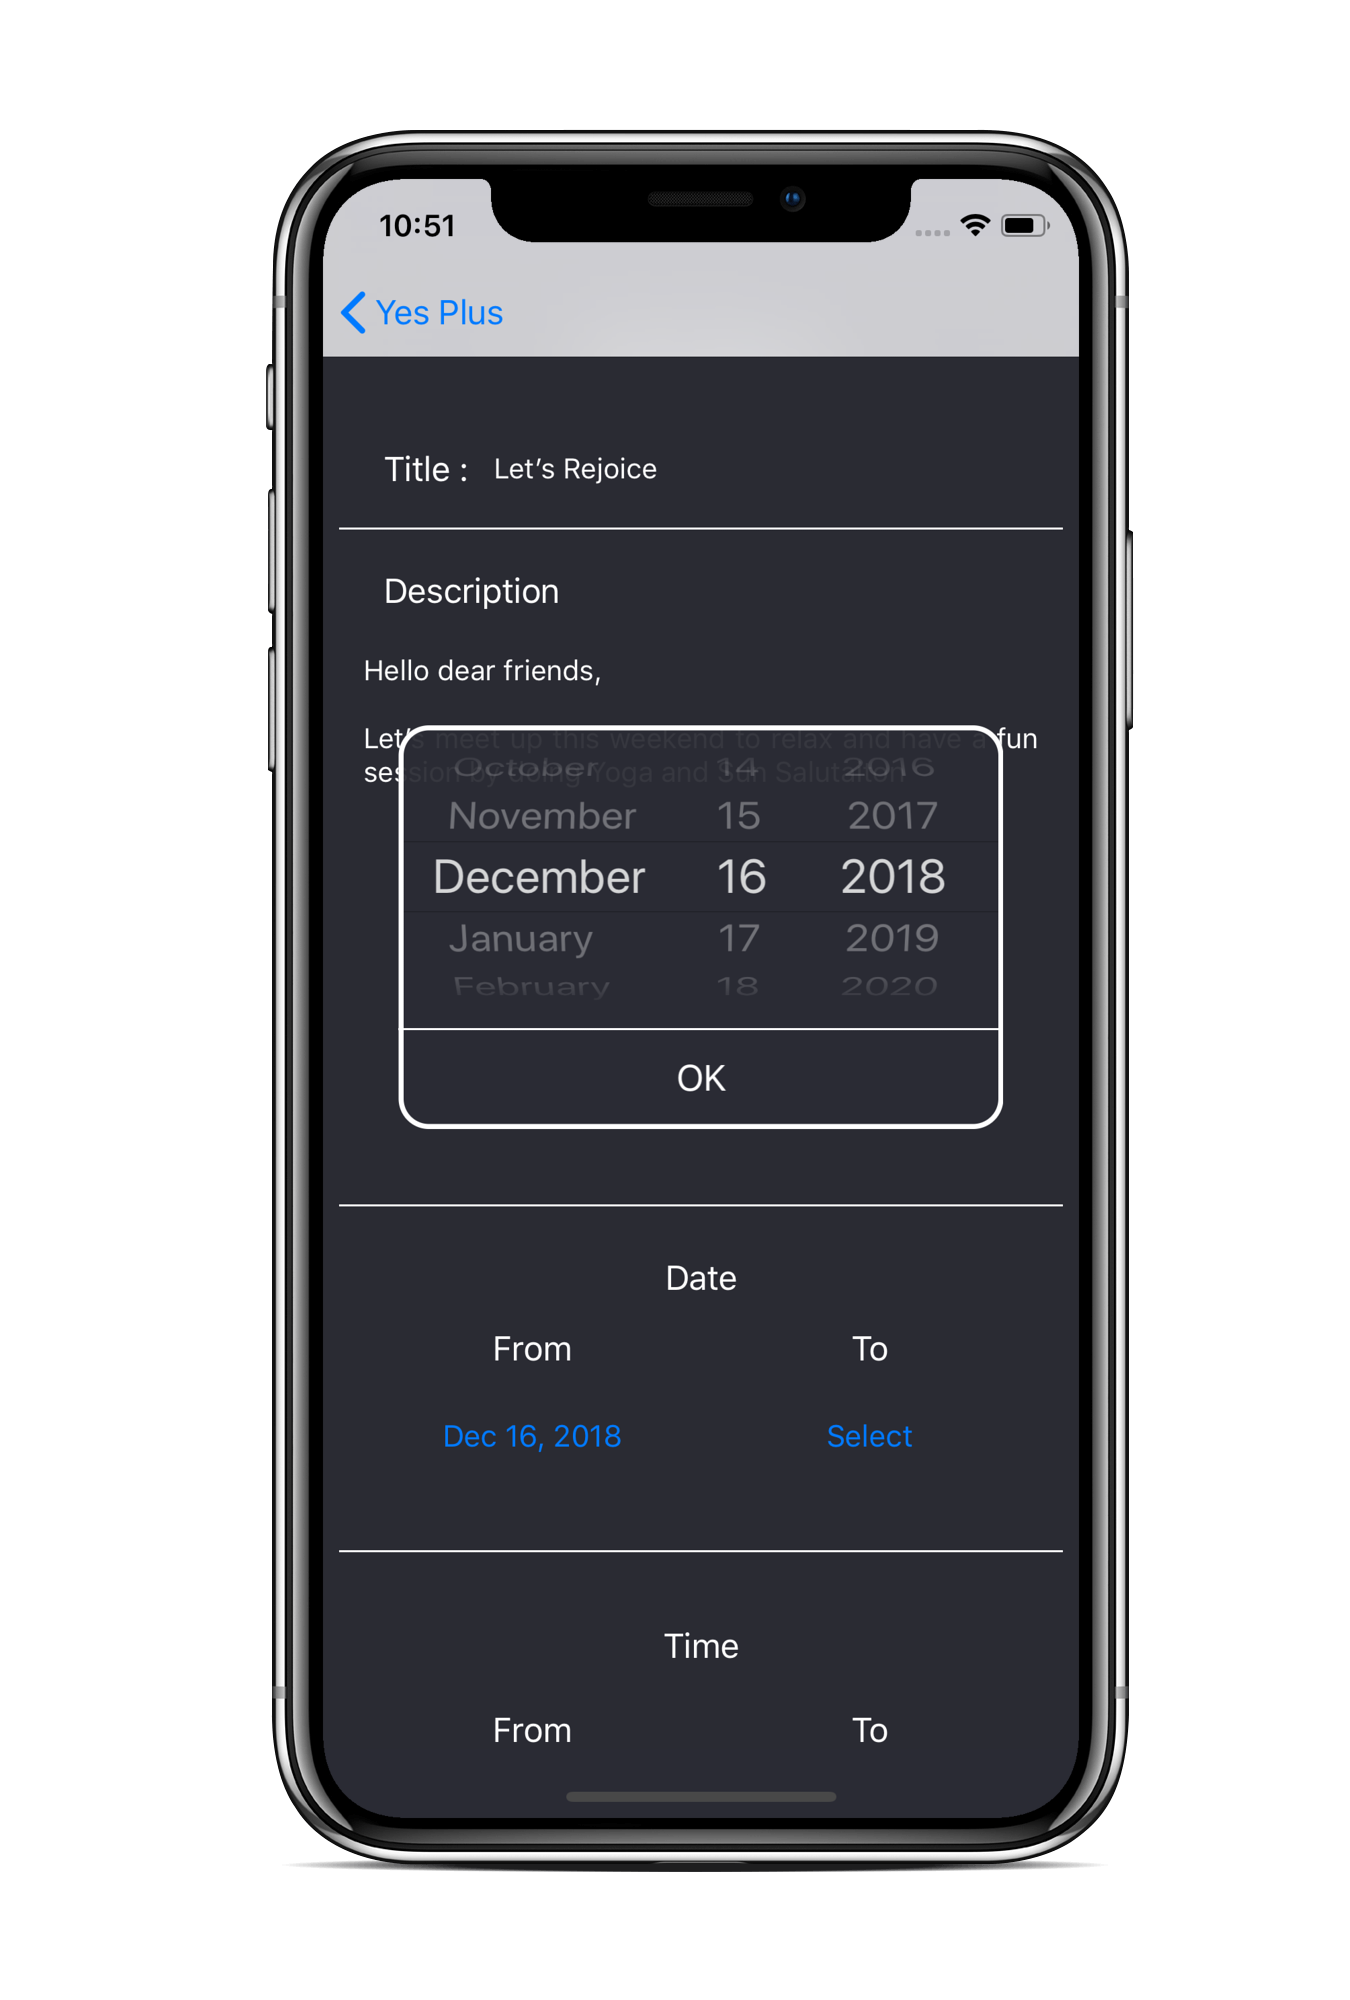 10:51
Yes Plus
Title : Let's Rejoice
Description
Hello dear friends,
Let's meet up this weekend to relax and have a fun
session by doing Yoga and Sun Salutaiton
October 14 2016
November 15 2017
December 16 2018
January 17 2019
February 18 2020
OK
Date
From To
Dec 16, 2018 Select
Time
From To